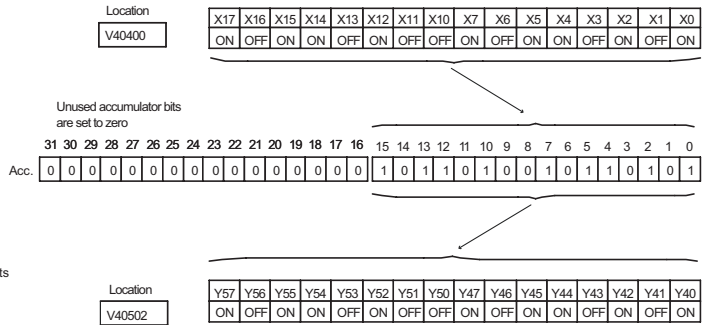 Location
V40400
X17 X16 X15 X14 X13 X12 X11 X10 X7 X6 X5 X4 X3 X2 X1 X0
ON OFF ON ON OFF ON OFF OFF ON OFF ON ON OFF ON OFF ON
Unused accumulator bits
are set to zero
31 30 29 28 27 26 25 24 23 22 21 20 19 18 17 16 15 14 13 12 11 10 9 8 7 6 5 4 3 2 1 0
Acc. 0 0 0 0 0 0 0 0 0 0 0 0 0 0 0 0 1 0 1 1 0 1 0 0 1 0 1 1 0 1 0 1
ts
Location
V40502
Y57 Y56 Y55 Y54 Y53 Y52 Y51 Y50 Y47 Y46 Y45 Y44 Y43 Y42 Y41 Y40
ON OFF ON ON OFF ON OFF OFF ON OFF ON ON OFF ON OFF ON